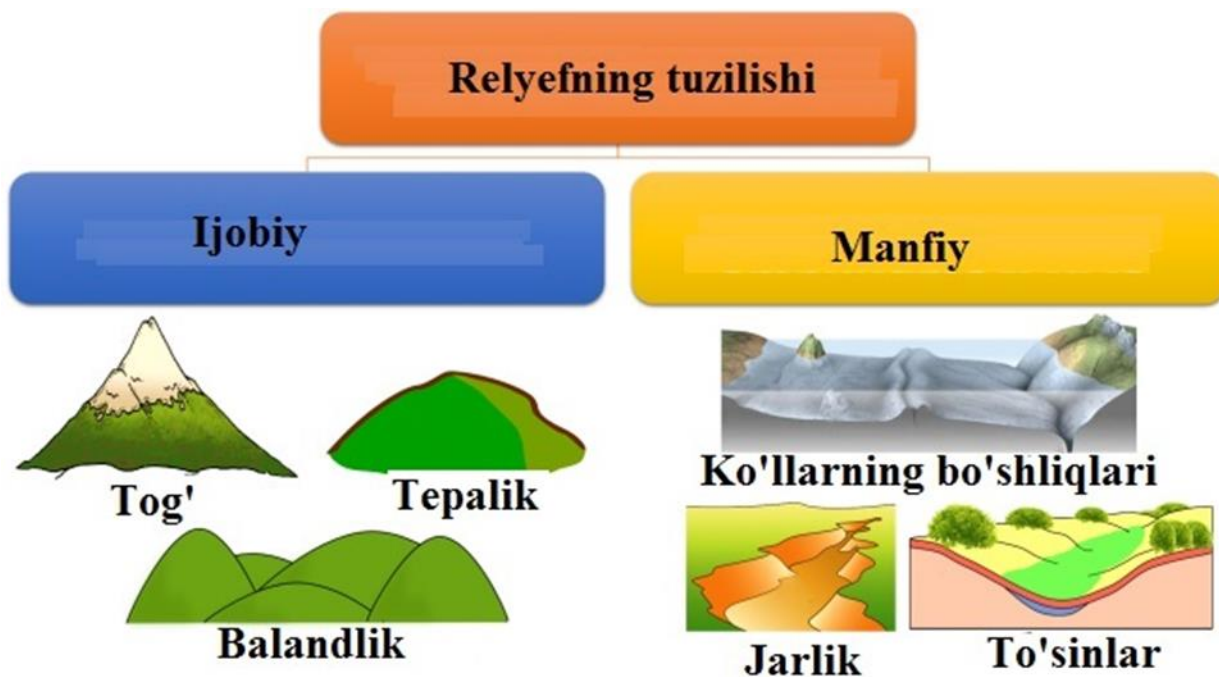 Relyefning tuzilishi
Ijobiy
Manfiy
Tog'
Tepalik
Balandlik
Ko'llarning bo'shliqlari
Jarlik
To'sinlar